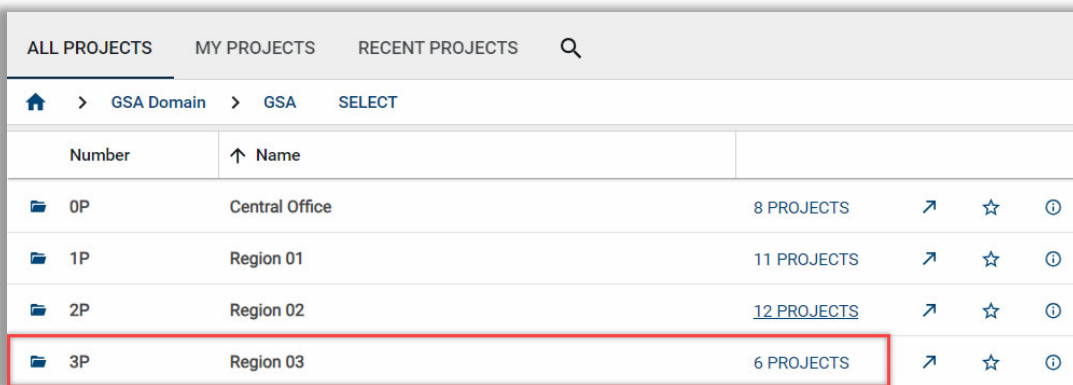 ALL PROJECTS MY PROJECTS RECENT PROJECTS
GSA Domain GSA SELECT
Number Name
0P Central Office 8 PROJECTS
1P Region 01 11 PROJECTS
2P Region 02 12 PROJECTS
3P Region 03 6 PROJECTS